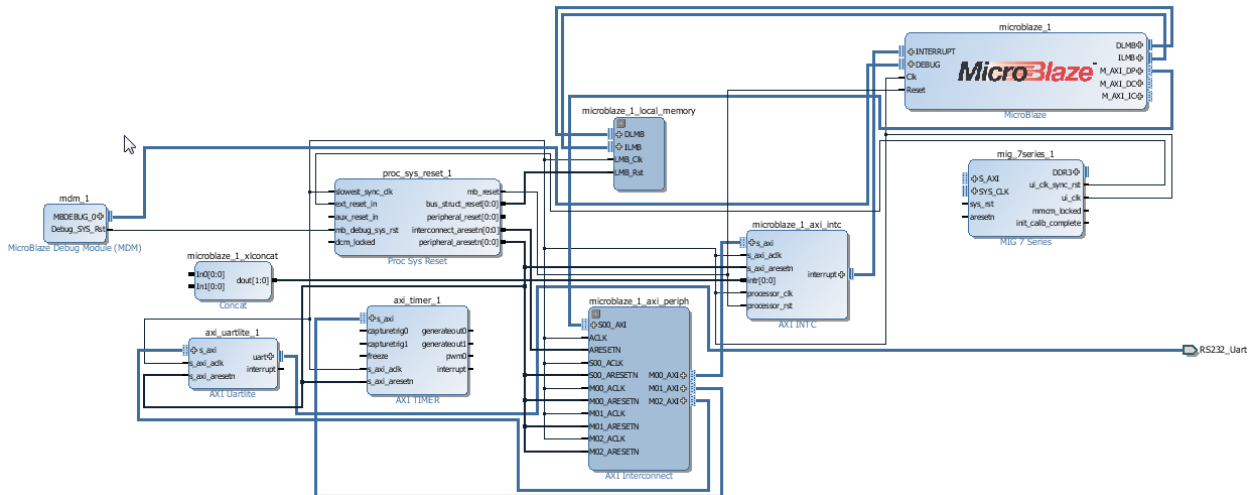 microblaze_1
INTERRUPT
DEBUG
Clk
Reset
MicroBlaze
DLMB
ILMB
M_AXI_DP
M_AXI_DC
M_AXI_IC
MicroBlaze
microblaze_1_local_memory
DLMB
ILMB
LMB_Clk
LMB_Rst
mig_7series_1
S_AXI
SYS_CLK
sys_rst
aresetn
DDR3
ui_clk_sync_rst
ui_clk
mmcm_locked
init_calib_complete
MIG 7 Series
proc_sys_reset_1
slowest_sync_clk
ext_reset_in
aux_reset_in
mb_debug_sys_rst
dcm_locked
mb_reset
bus_struct_reset[0:0]
peripheral_reset[0:0]
interconnect_aresetn[0:0]
peripheral_aresetn[0:0]
Proc Sys Reset
mdm_1
MBDEBUG_0
Debug_SYS_Rst
MicroBlaze Debug Module (MDM)
microblaze_1_xlconcat
In0[0:0]
In1[0:0]
dout[1:0]
Concat
microblaze_1_axi_intc
s_axi
s_axi_aclk
s_axi_aresetn
intr[0:0]
processor_clk
processor_rst
interrupt
AXI INTC
axi_timer_1
s_axi
capturetrig0
capturetrig1
freeze
s_axi_aclk
s_axi_aresetn
generateout0
generateout1
pwm0
interrupt
AXI TIMER
axi_uartlite_1
s_axi
s_axi_aclk
s_axi_aresetn
uart
interrupt
AXI Uartlite
microblaze_1_axi_periph
S00_AXI
ACLK
ARESETN
S00_ACLK
S00_ARESETN
M00_ACLK
M00_ARESETN
M01_ACLK
M01_ARESETN
M02_ACLK
M02_ARESETN
M00_AXI
M01_AXI
M02_AXI
AXI Interconnect
RS232_Uart